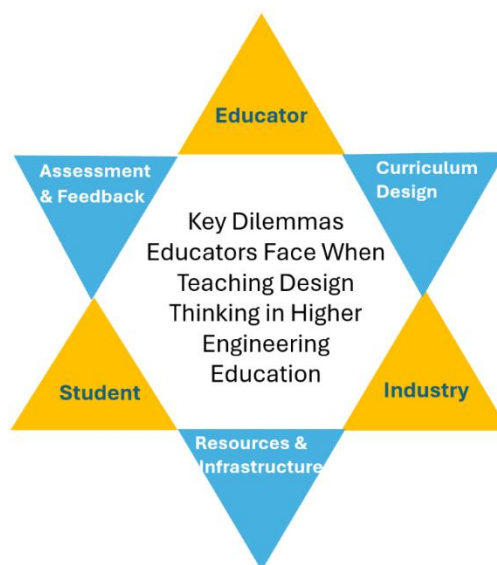 Educator
Assessment
& Feedback
Curriculum
Design
Key Dilemmas
Educators Face When
Teaching Design
Thinking in Higher
Engineering
Education
Student
Industry
Resources &
Infrastructure